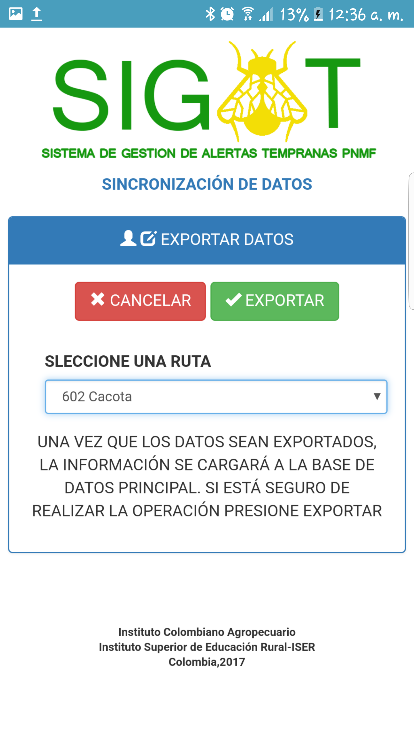 13% 12:36 a. m.
SIGAT
SISTEMA DE GESTION DE ALERTAS TEMPRANAS PNMF
SINCRONIZACIÓN DE DATOS
EXPORTAR DATOS
CANCELAR EXPORTAR
SLECCIONE UNA RUTA
602 Cacota
UNA VEZ QUE LOS DATOS SEAN EXPORTADOS,
LA INFORMACIÓN SE CARGARÁ A LA BASE DE
DATOS PRINCIPAL. SI ESTÁ SEGURO DE
REALIZAR LA OPERACIÓN PRESIONE EXPORTAR
Instituto Colombiano Agropecuario
Instituto Superior de Educación Rural-ISER
Colombia,2017